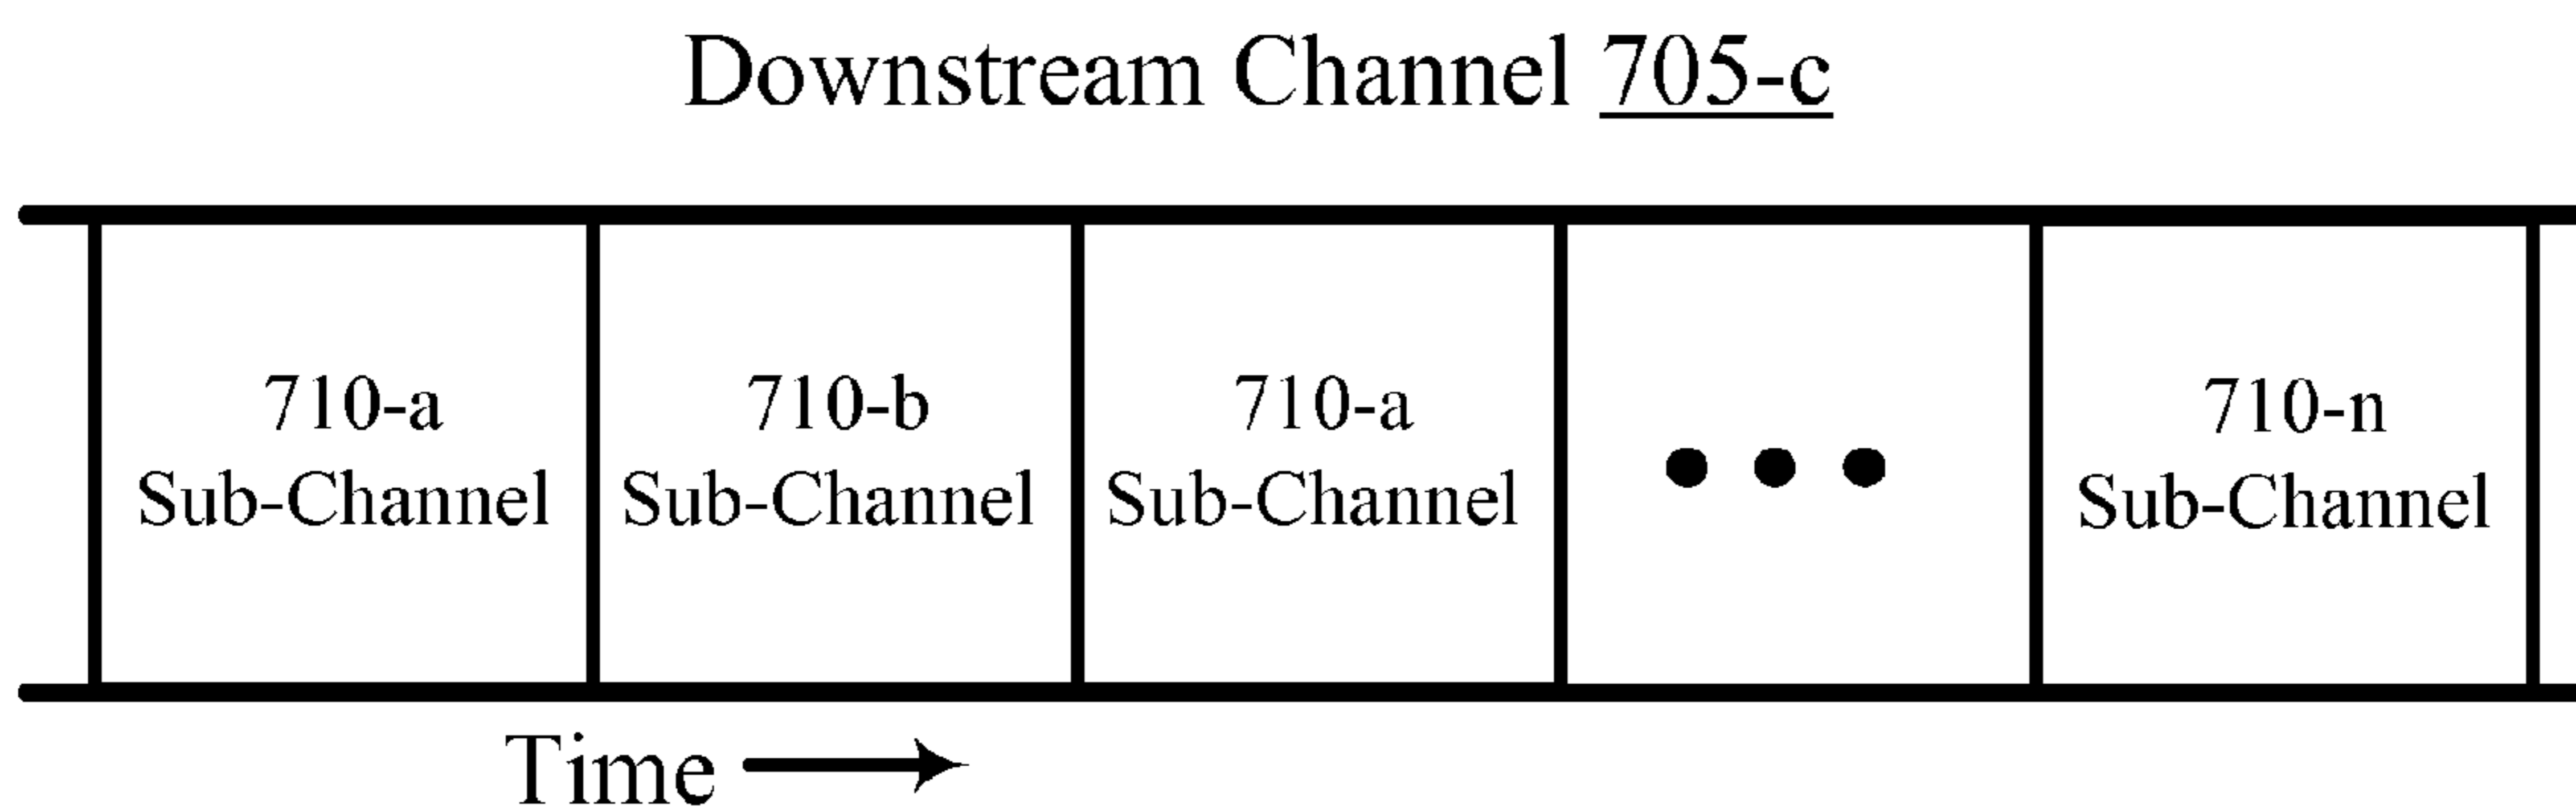 Downstream Channel 705-c
710-a
Sub-Channel
710-b
Sub-Channel
710-a
Sub-Channel
710-n
Sub-Channel
Time